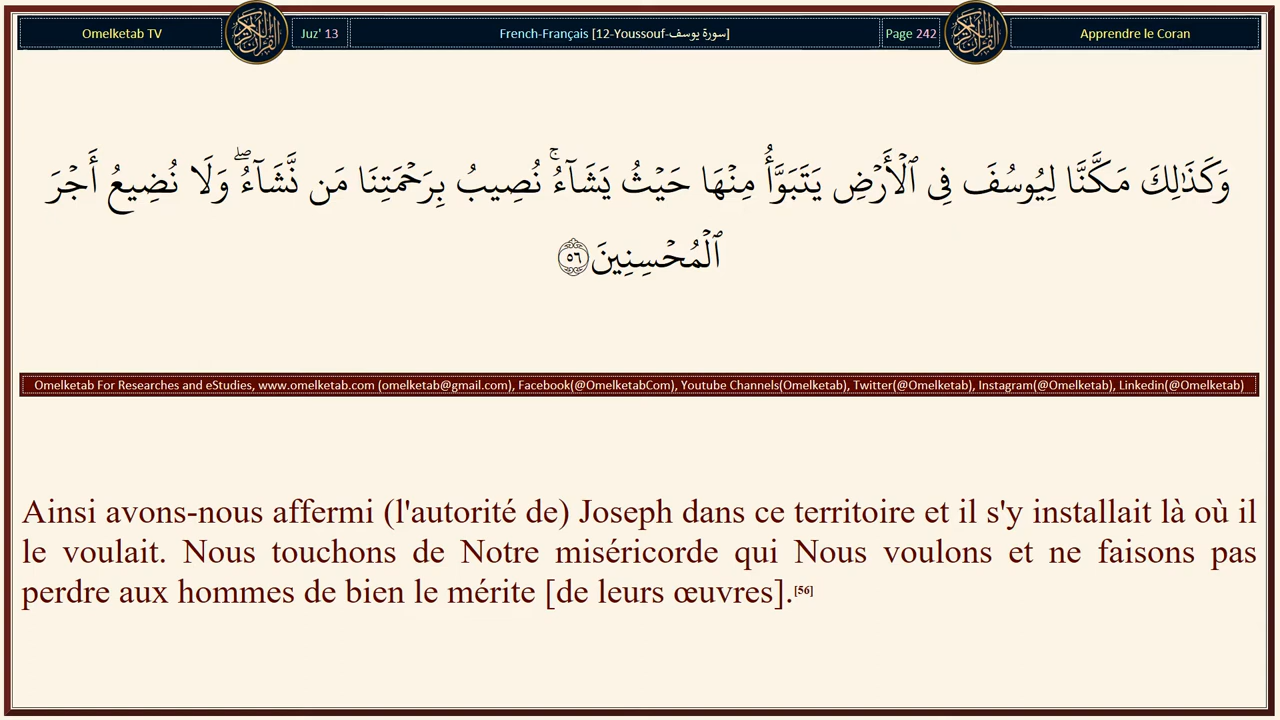 Omelketab TV
Juz' 13
French-Français [12-Youssouf-سورة يوسف]
Page 242
Apprendre le Coran
وَكَذَٰلِكَ مَكَّنَّا لِيُوسُفَ فِى ٱلْأَرْضِ يَتَبَوَّأُ مِنْهَا حَيْثُ يَشَآءُ ۚ نُصِيبُ بِرَحْمَتِنَا مَن نَّشَآءُ ۖ وَلَا نُضِيعُ أَجْرَ
ٱلْمُحْسِنِينَ ٥٦
Omelketab For Researches and eStudies, www.omelketab.com (omelketab@gmail.com), Facebook(@OmelketabCom), Youtube Channels(Omelketab), Twitter(@Omelketab), Instagram(@Omelketab), Linkedin(@Omelketab)
Ainsi avons-nous affermi (l'autorité de) Joseph dans ce territoire et il s'y installait là où il
le voulait. Nous touchons de Notre miséricorde qui Nous voulons et ne faisons pas
perdre aux hommes de bien le mérite [de leurs œuvres].[56]